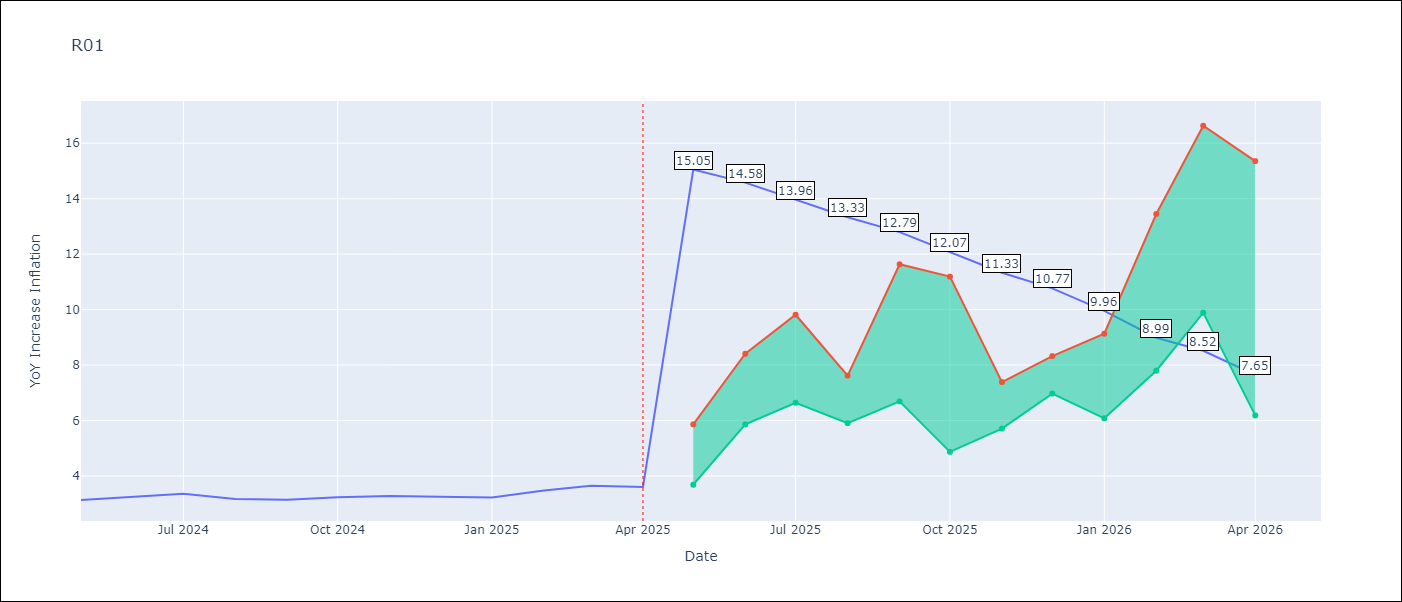 R01
YoY Increase Inflation
16
14
12
10
8
6
4
15.05
14.58
13.96
13.33
12.79
12.07
11.33
10.77
9.96
8.99
8.52
7.65
Jul 2024
Oct 2024
Jan 2025
Apr 2025
Jul 2025
Oct 2025
Jan 2026
Apr 2026
Date